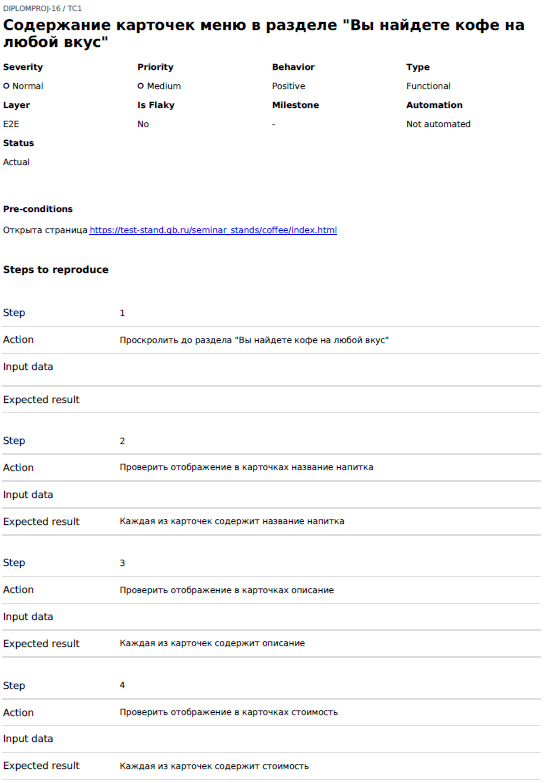 DIPLOMPROJ-16 / TC1
Содержание карточек меню в разделе "Вы найдете кофе на
любой вкус"
Severity Priority Behavior Type
Normal Medium Positive Functional
Layer Is Flaky Milestone Automation
E2E No - Not automated
Status
Actual
Pre-conditions
Открыта страница https://test-stand.gb.ru/seminar_stands/coffee/index.html
Steps to reproduce
Step 1
Action Проскролить до раздела "Вы найдете кофе на любой вкус"
Input data
Expected result
Step 2
Action Проверить отображение в карточках название напитка
Input data
Expected result Каждая из карточек содержит название напитка
Step 3
Action Проверить отображение в карточках описание
Input data
Expected result Каждая из карточек содержит описание
Step 4
Action Проверить отображение в карточках стоимость
Input data
Expected result Каждая из карточек содержит стоимость